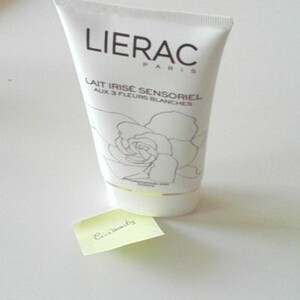 LIERAC
PARIS
LAIT IRISÉ SENSORIEL
AUX 3 FLEURS BLANCHES